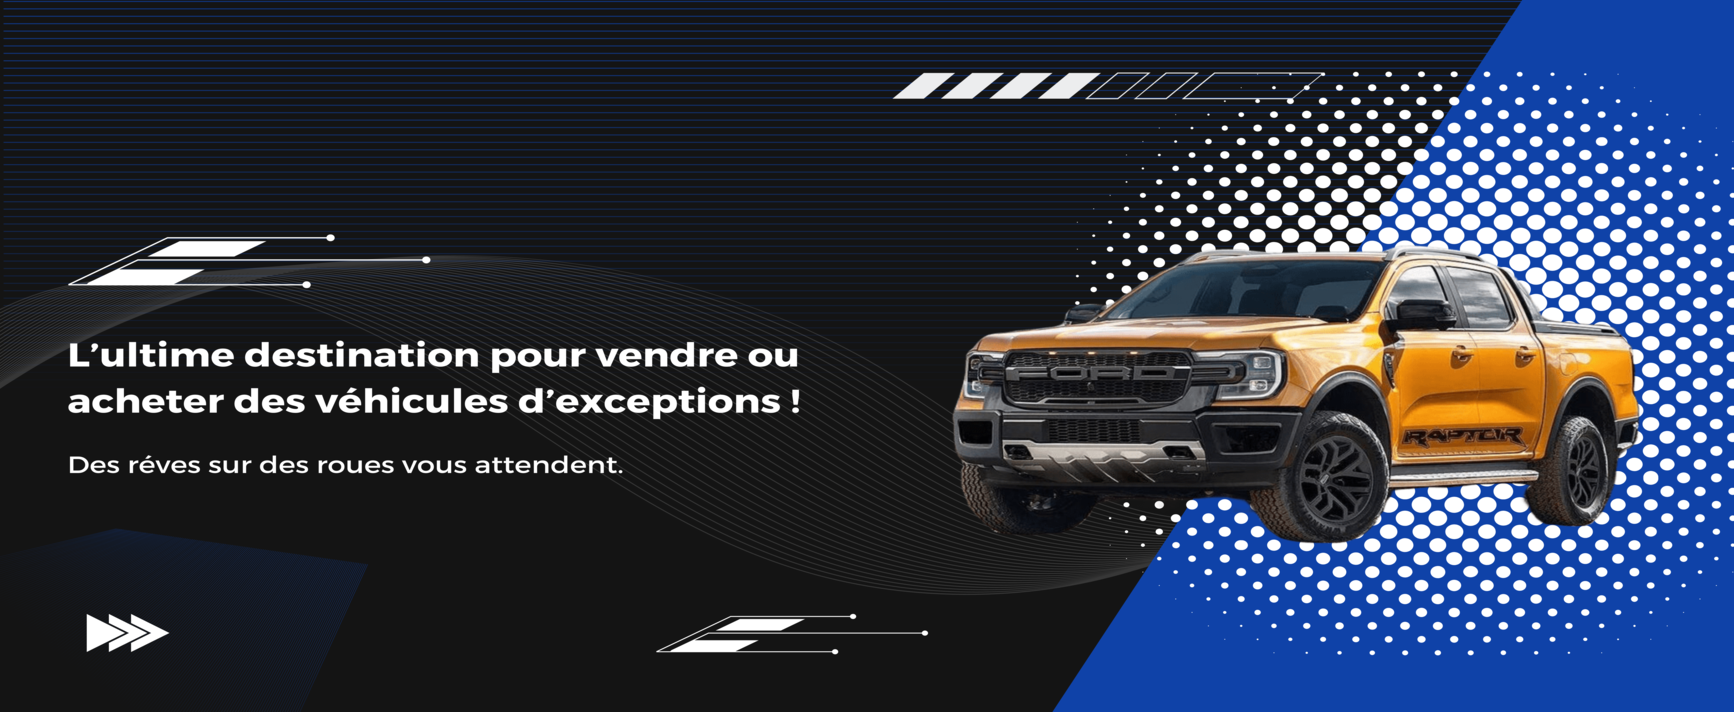 L’ultime destination pour vendre ou
acheter des véhicules d’exceptions !
Des réves sur des roues vous attendent.
FORD
RAPTOR